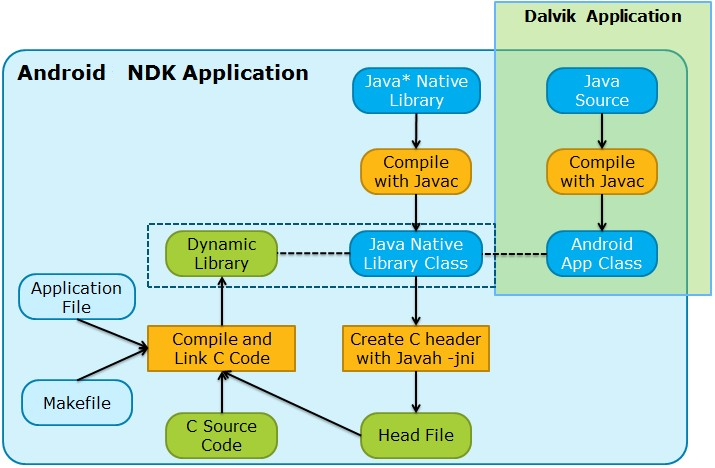 Dalvik Application
Android NDK Application
Java* Native
Library
Java
Source
Compile
with Javac
Compile
with Javac
Dynamic
Library
Java Native
Library Class
Android
App Class
Application
File
Compile and
Link C Code
Create C header
with Javah -jni
Makefile
C Source
Code
Head File